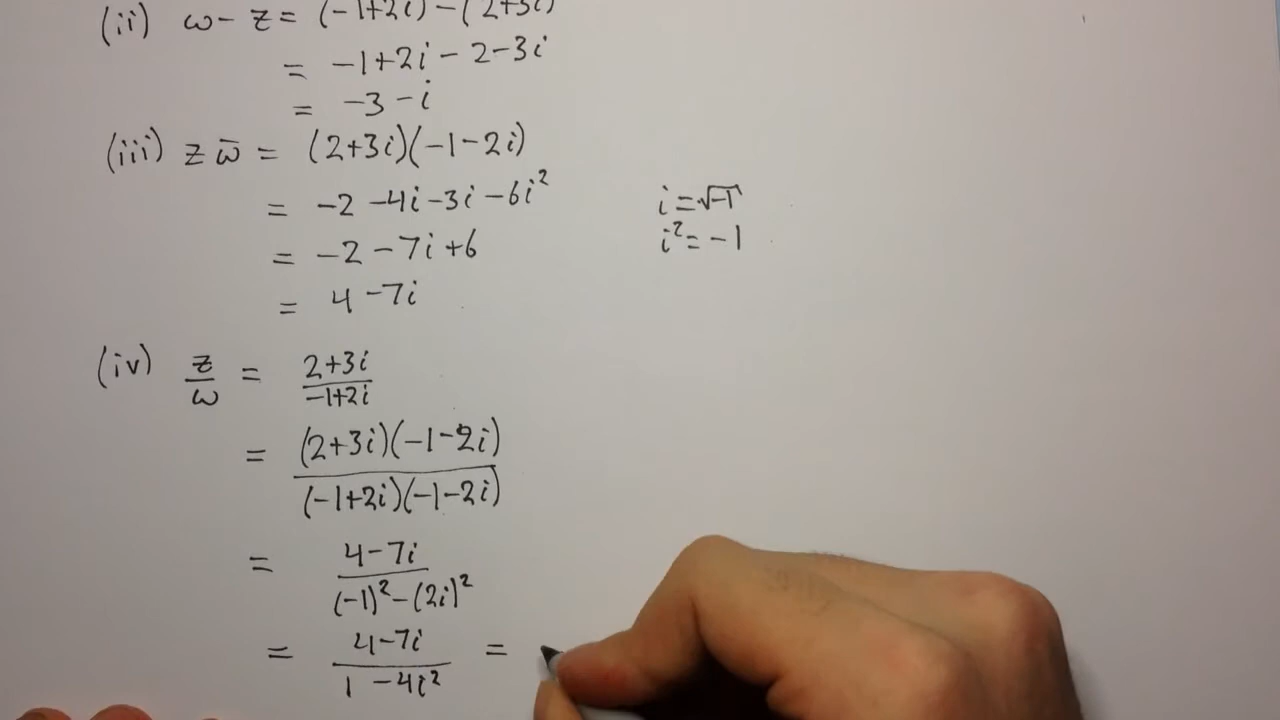 (ii) ω - z = (-1+2i) - (2+3i)
= -1+2i - 2-3i
= -3 - i
(iii) z ω̄ = (2+3i)(-1-2i)
= -2 -4i -3i -6i²
= -2 - 7i +6
= 4 -7i
i = √-1
i² = -1
(iv) z/ω = 2+3i / -1+2i
= (2+3i)(-1-2i) / (-1+2i)(-1-2i)
= 4-7i / (-1)² - (2i)²
= 4-7i / 1 - 4i² =